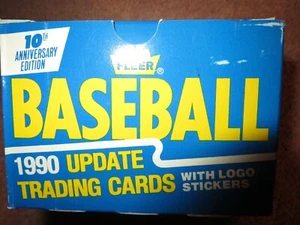 10TH
ANNIVERSARY
EDITION
FLEER®
BASEBALL
1990 UPDATE
TRADING CARDS WITH LOGO
STICKERS